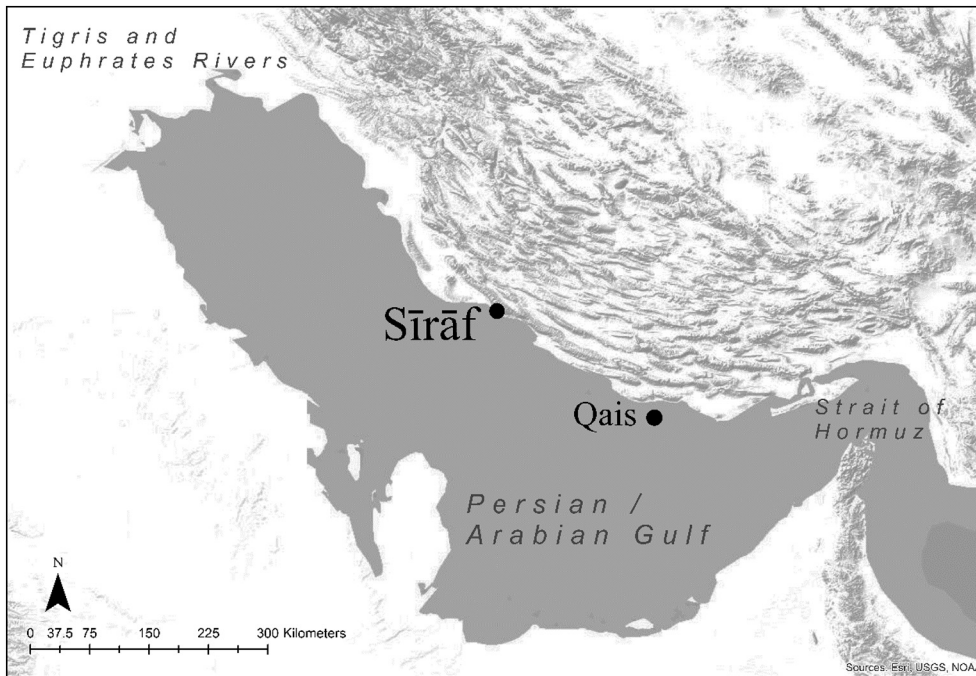 Tigris and
Euphrates Rivers
Sīrāf
Qais
Strait of
Hormuz
Persian /
Arabian Gulf
N
0 37.5 75 150 225 300 Kilometers
Sources: Esri, USGS, NOAA